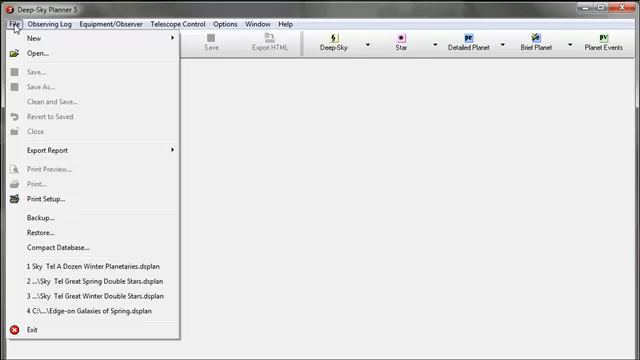 Deep-Sky Planner 5
File Observing Log Equipment/Observer Telescope Control Options Window Help
Save Export HTML Deep-Sky Star Detailed Planet Brief Planet Planet Events
New
Open...
Save...
Save As...
Clean and Save...
Revert to Saved
Close
Export Report
Print Preview...
Print...
Print Setup...
Backup...
Restore...
Compact Database...
1 Sky Tel A Dozen Winter Planetaries.dsplan
2 ...\Sky Tel Great Spring Double Stars.dsplan
3 ...\Sky Tel Great Winter Double Stars.dsplan
4 C:\...\Edge-on Galaxies of Spring.dsplan
Exit